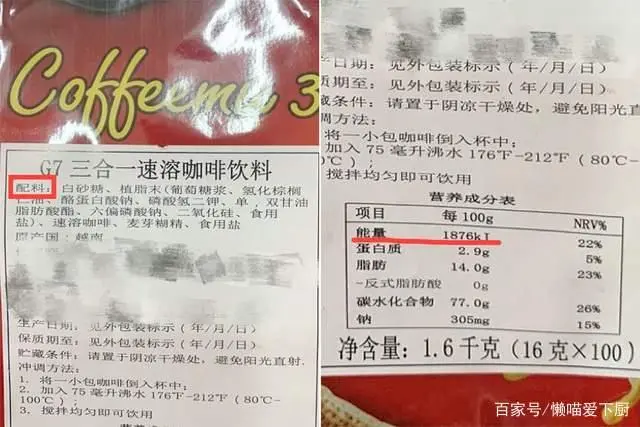 Coffeemix 3
G7 三合一速溶咖啡饮料
配料：白砂糖、植脂末（葡萄糖浆、氢化棕榈
仁油、酪蛋白酸钠、磷酸氢二钾、单，双甘油
脂肪酸酯、六偏磷酸钠、二氧化硅、食用
盐）、速溶咖啡、麦芽糊精、食用盐
原产国：越南
生产日期：见外包装标示（年/月/日）
保质期至：见外包装标示（年/月/日）
贮藏条件：请置于阴凉干燥处，避免阳光直射.
冲调方法：
1. 将一小包咖啡倒入杯中；
2. 加入 75 毫升沸水 176°F-212°F (80℃-
100℃)；
3. 搅拌均匀即可饮用
生产日期：见外包装标示（年/月/日）
保质期至：见外包装标示（年/月/日）
藏条件：请置于阴凉干燥处，避免阳光
调方法：
将一小包咖啡倒入杯中；
加入 75 毫升沸水 176°F-212°F (80
100℃)；
搅拌均匀即可饮用
营养成分表
项目 每 100g NRV%
能量 1876kJ 22%
蛋白质 2.9g 5%
脂肪 14.0g 23%
-反式脂肪酸 0g
碳水化合物 77.0g 26%
钠 305mg 15%
净含量：1.6 千克（16 克×100）
百家号/懒喵爱下厨